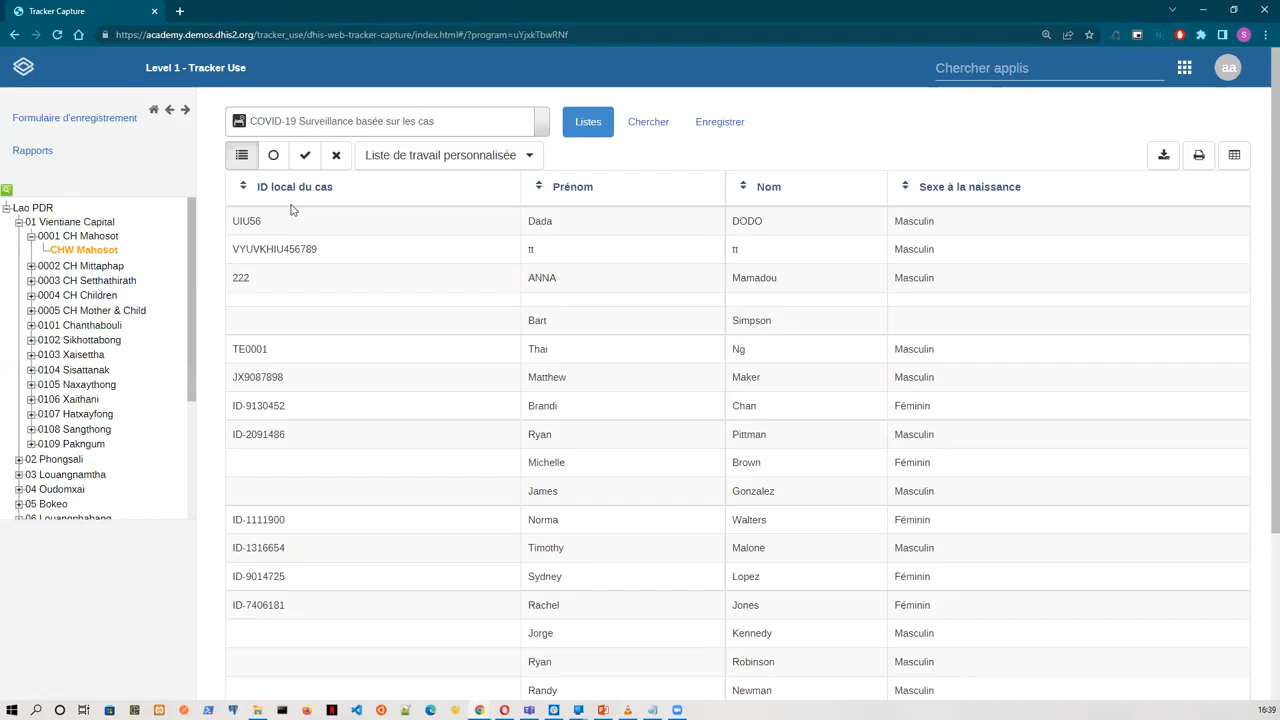 Tracker Capture
https://academy.demos.dhis2.org/tracker_use/dhis-web-tracker-capture/index.html#/?program=uYjxkTbwRNf
S
Level 1 - Tracker Use
Chercher applis
aa
Formulaire d'enregistrement
Rapports
Lao PDR
01 Vientiane Capital
0001 CH Mahosot
CHW Mahosot
0002 CH Mittaphap
0003 CH Setthathirath
0004 CH Children
0005 CH Mother & Child
0101 Chanthabouli
0102 Sikhottabong
0103 Xaisettha
0104 Sisattanak
0105 Naxaythong
0106 Xaithani
0107 Hatxayfong
0108 Sangthong
0109 Pakngum
02 Phongsali
03 Louangnamtha
04 Oudomxai
05 Bokeo
06 Louangphabang
COVID-19 Surveillance basée sur les cas
Listes
Chercher
Enregistrer
Liste de travail personnalisée
ID local du cas Prénom Nom Sexe à la naissance
UIU56 Dada DODO Masculin
VYUVKHIU456789 tt tt Masculin
222 ANNA Mamadou Masculin
Bart Simpson
TE0001 Thai Ng Masculin
JX9087898 Matthew Maker Masculin
ID-9130452 Brandi Chan Féminin
ID-2091486 Ryan Pittman Masculin
Michelle Brown Féminin
James Gonzalez Masculin
ID-1111900 Norma Walters Féminin
ID-1316654 Timothy Malone Masculin
ID-9014725 Sydney Lopez Féminin
ID-7406181 Rachel Jones Féminin
Jorge Kennedy Masculin
Ryan Robinson Masculin
Randy Newman Masculin
16:39